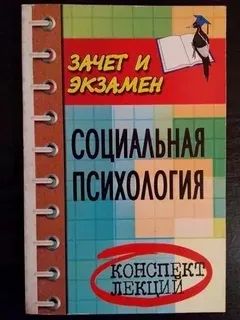 ЗАЧЕТ И
ЭКЗАМЕН
СОЦИАЛЬНАЯ
ПСИХОЛОГИЯ
КОНСПЕКТ
ЛЕКЦИЙ